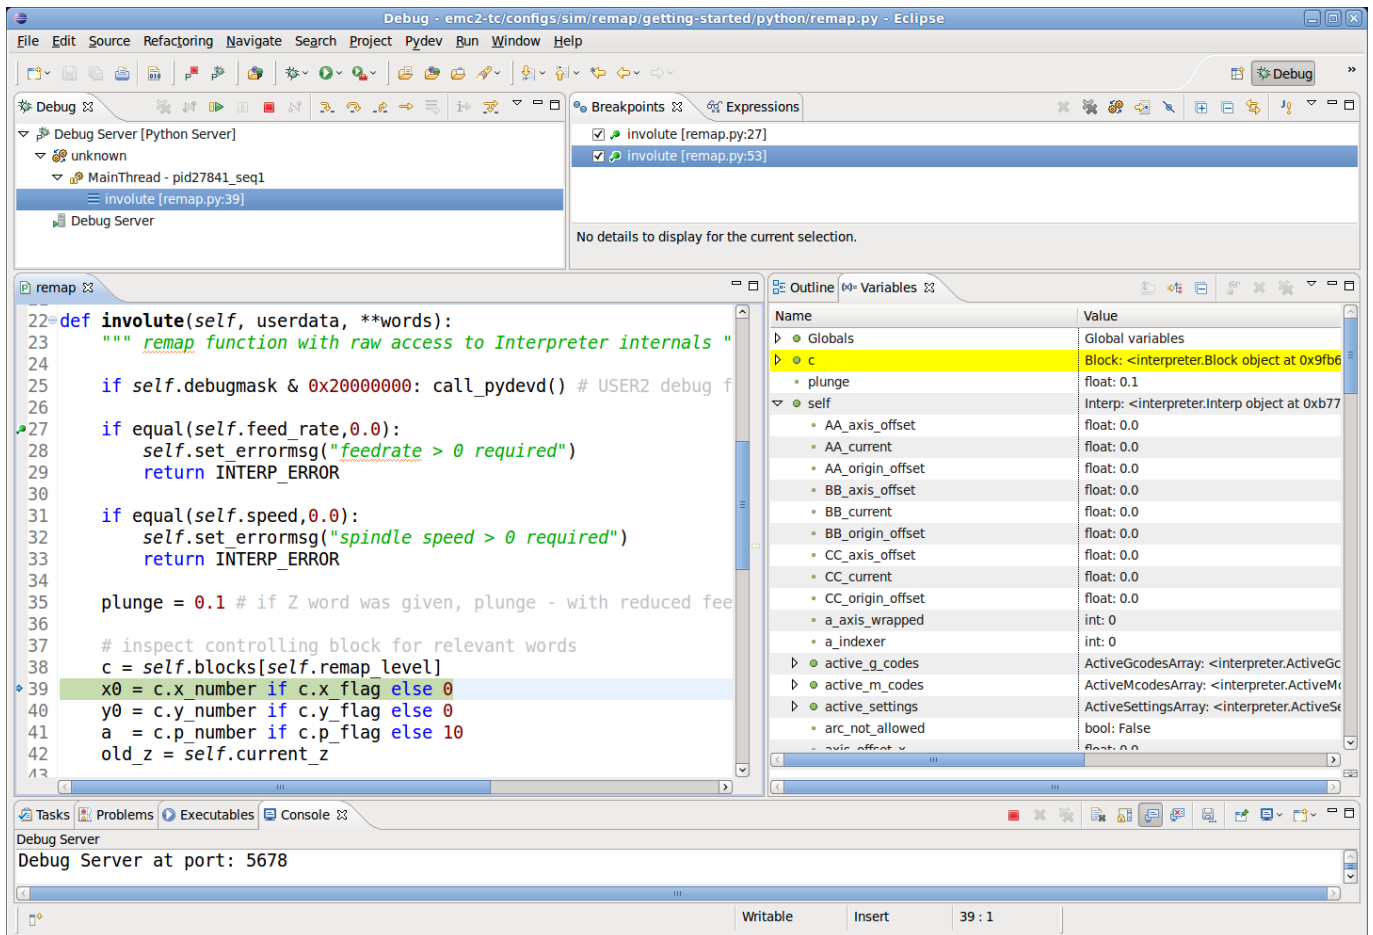 Debug - emc2-tc/configs/sim/remap/getting-started/python/remap.py - Eclipse
File Edit Source Refactoring Navigate Search Project Pydev Run Window Help
Debug »
Debug
Debug Server [Python Server]
unknown
MainThread - pid27841_seq1
involute [remap.py:39]
Debug Server
Breakpoints Expressions
involute [remap.py:27]
involute [remap.py:53]
No details to display for the current selection.
remap
22 def involute(self, userdata, **words):
23 """ remap function with raw access to Interpreter internals "
24
25 if self.debugmask & 0x20000000: call_pydevd() # USER2 debug f
26
27 if equal(self.feed_rate,0.0):
28 self.set_errormsg("feedrate > 0 required")
29 return INTERP_ERROR
30
31 if equal(self.speed,0.0):
32 self.set_errormsg("spindle speed > 0 required")
33 return INTERP_ERROR
34
35 plunge = 0.1 # if Z word was given, plunge - with reduced fee
36
37 # inspect controlling block for relevant words
38 c = self.blocks[self.remap_level]
39 x0 = c.x_number if c.x_flag else 0
40 y0 = c.y_number if c.y_flag else 0
41 a  = c.p_number if c.p_flag else 10
42 old_z = self.current_z
43
Outline Variables
Name Value
Globals Global variables
c Block: <interpreter.Block object at 0x9fb6
plunge float: 0.1
self Interp: <interpreter.Interp object at 0xb77
AA_axis_offset float: 0.0
AA_current float: 0.0
AA_origin_offset float: 0.0
BB_axis_offset float: 0.0
BB_current float: 0.0
BB_origin_offset float: 0.0
CC_axis_offset float: 0.0
CC_current float: 0.0
CC_origin_offset float: 0.0
a_axis_wrapped int: 0
a_indexer int: 0
active_g_codes ActiveGcodesArray: <interpreter.ActiveGc
active_m_codes ActiveMcodesArray: <interpreter.ActiveMc
active_settings ActiveSettingsArray: <interpreter.ActiveSe
arc_not_allowed bool: False
axis_offset_x float: 0.0
Tasks Problems Executables Console
Debug Server
Debug Server at port: 5678
Writable Insert 39 : 1